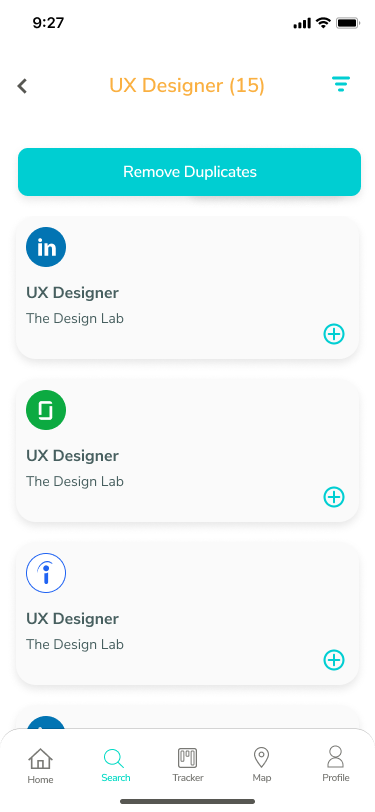 9:27
UX Designer (15)
Remove Duplicates
in
UX Designer
The Design Lab
UX Designer
The Design Lab
UX Designer
The Design Lab
Home
Search
Tracker
Map
Profile